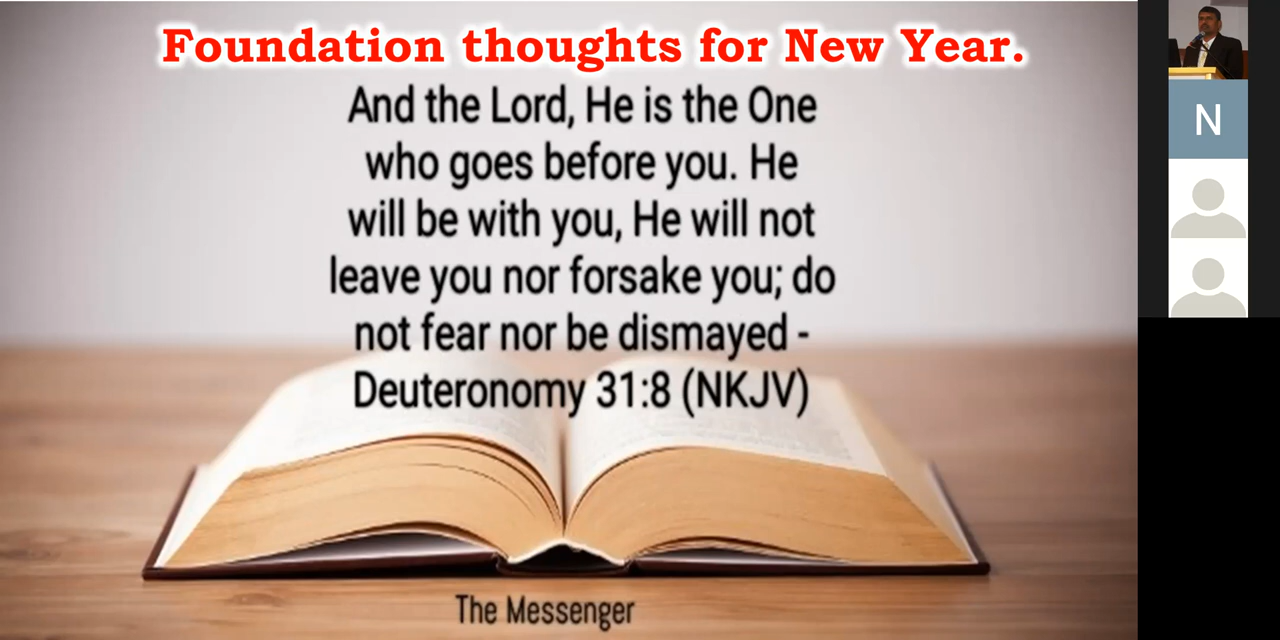 Foundation thoughts for New Year.
And the Lord, He is the One
who goes before you. He
will be with you, He will not
leave you nor forsake you; do
not fear nor be dismayed -
Deuteronomy 31:8 (NKJV)
The Messenger
N